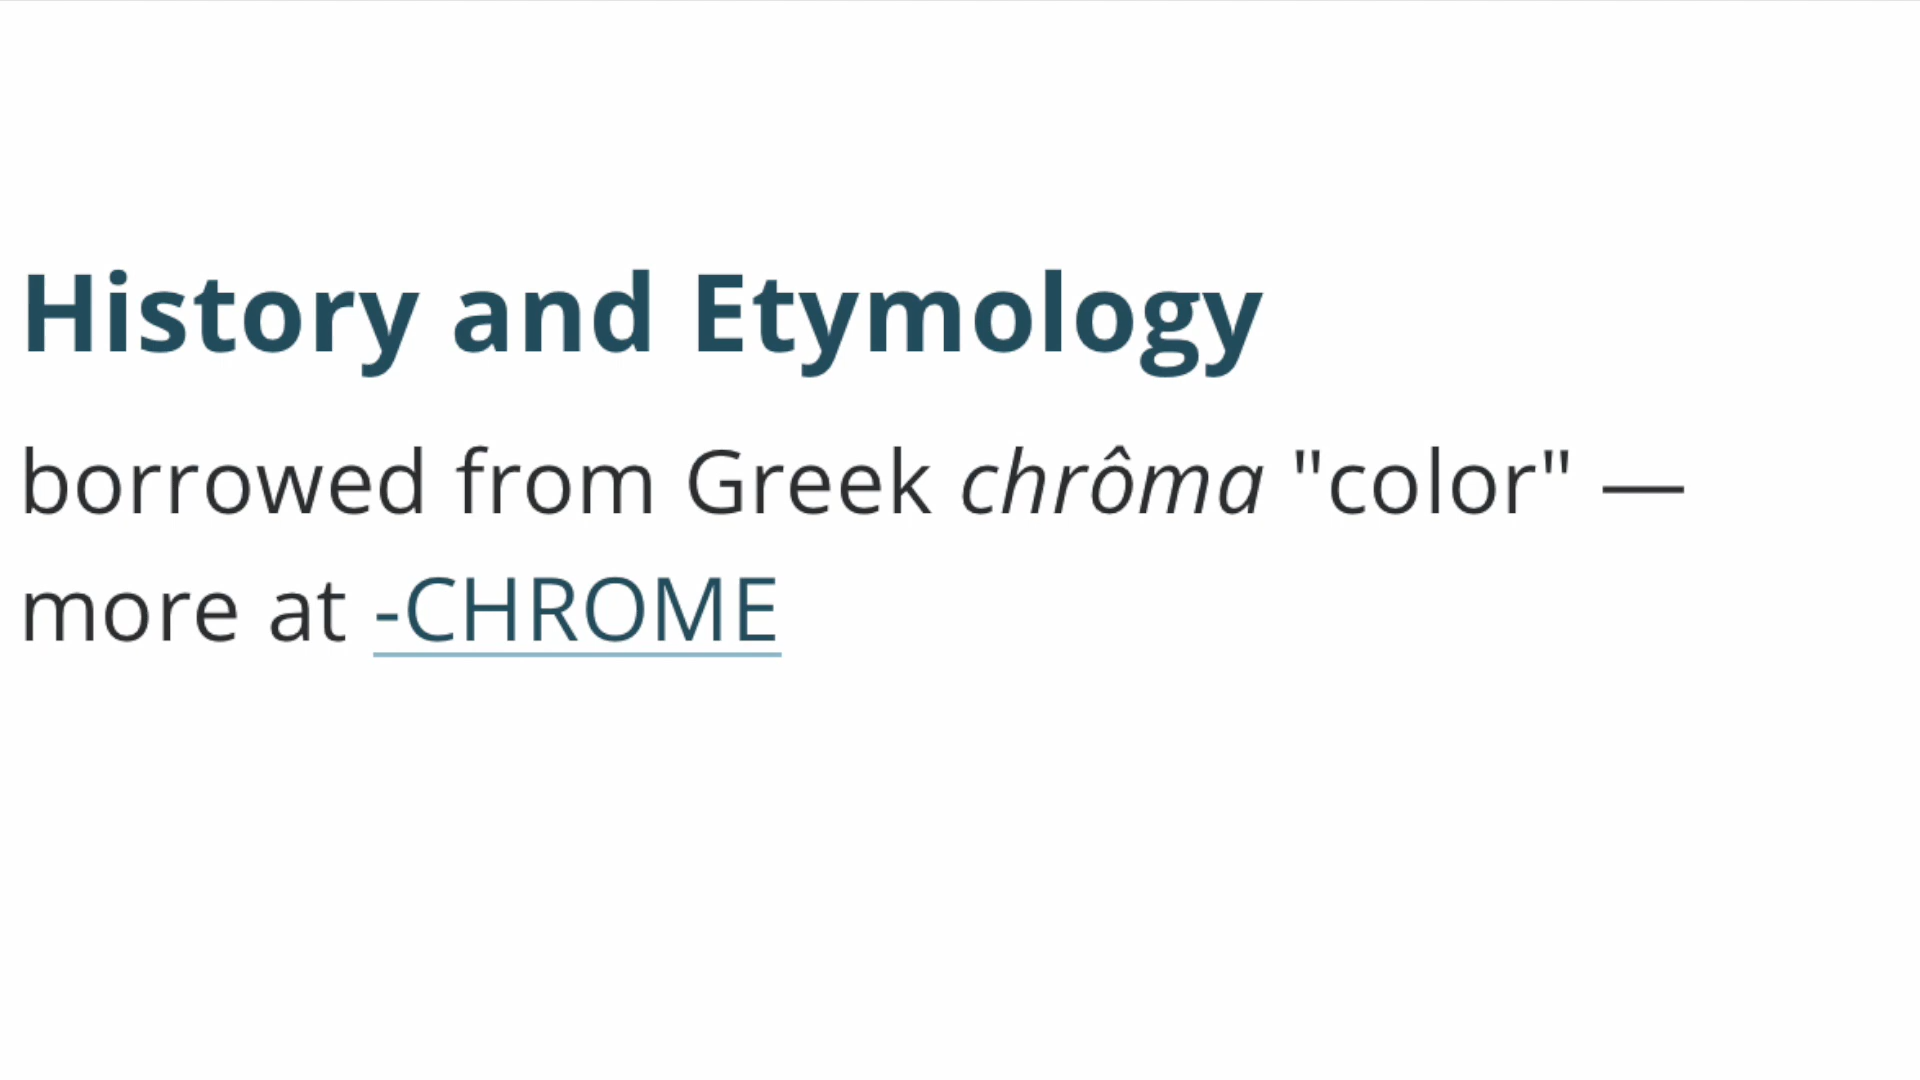 History and Etymology
borrowed from Greek chrôma "color" —
more at -CHROME